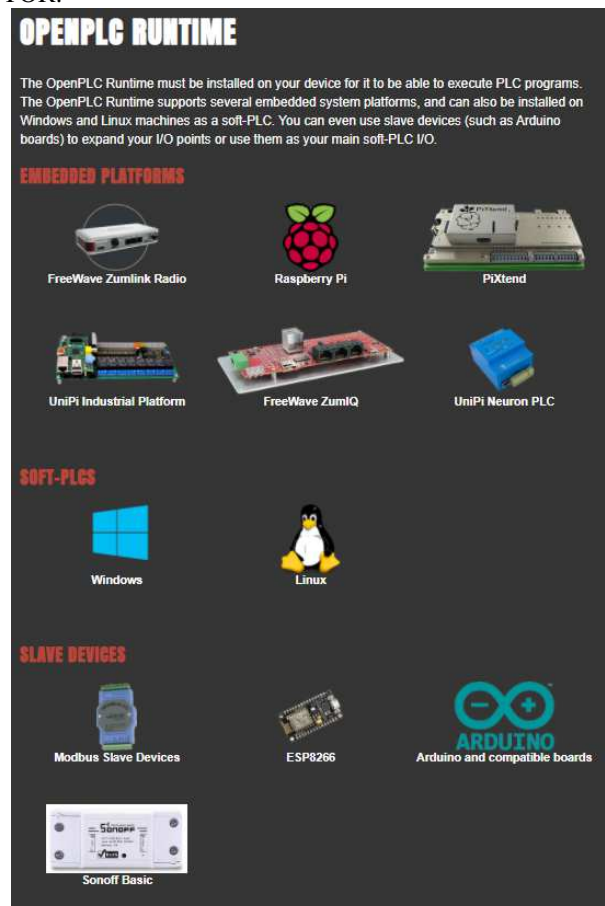 TOR.
OPENPLC RUNTIME
The OpenPLC Runtime must be installed on your device for it to be able to execute PLC programs.
The OpenPLC Runtime supports several embedded system platforms, and can also be installed on
Windows and Linux machines as a soft-PLC. You can even use slave devices (such as Arduino
boards) to expand your I/O points or use them as your main soft-PLC I/O.
EMBEDDED PLATFORMS
PiXtend
FreeWave Zumlink Radio
Raspberry Pi
PiXtend
UniPi Industrial Platform
FreeWave ZumIQ
UniPi Neuron PLC
SOFT-PLCS
Windows
Linux
SLAVE DEVICES
ARDUINO
Modbus Slave Devices
ESP8266
Arduino and compatible boards
SONOFF
Sonoff Basic